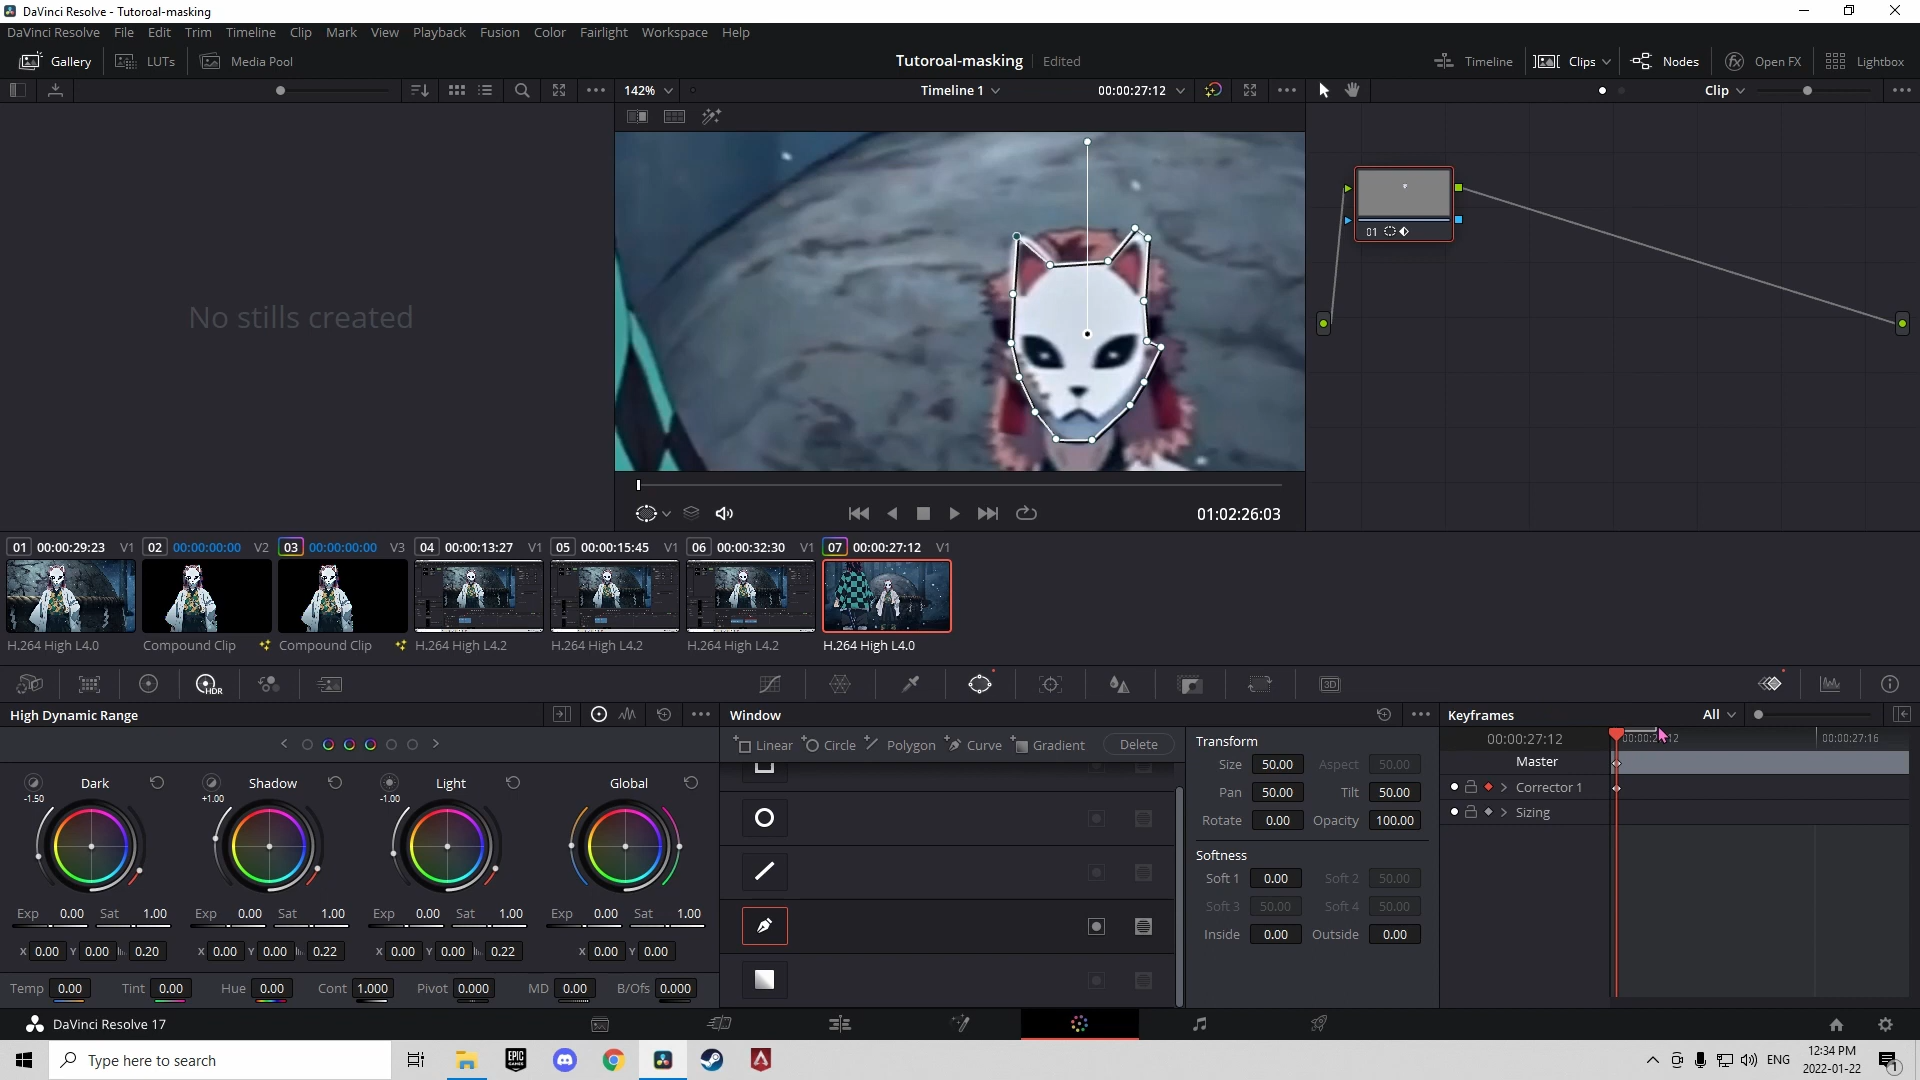 DaVinci Resolve - Tutoroal-masking
DaVinci Resolve File Edit Trim Timeline Clip Mark View Playback Fusion Color Fairlight Workspace Help
Gallery LUTs Media Pool Tutoroal-masking Edited Timeline Clips Nodes Open FX Lightbox
142% Timeline 1 00:00:27:12 Clip
No stills created
01
01:02:26:03
01 00:00:29:23 V1 02 00:00:00:00 V2 03 00:00:00:00 V3 04 00:00:13:27 V1 05 00:00:15:45 V1 06 00:00:32:30 V1 07 00:00:27:12 V1
H.264 High L4.0 Compound Clip Compound Clip H.264 High L4.2 H.264 High L4.2 H.264 High L4.2 H.264 High L4.0
HDR 3D
High Dynamic Range Window Keyframes All
Linear Circle Polygon Curve Gradient Delete
Transform
Size 50.00 Aspect 50.00
Pan 50.00 Tilt 50.00
Rotate 0.00 Opacity 100.00
Softness
Soft 1 0.00 Soft 2 50.00
Soft 3 50.00 Soft 4 50.00
Inside 0.00 Outside 0.00
00:00:27:12 00:00:27:16
Master
Corrector 1
Sizing
Dark Shadow Light Global
-1.50 +1.00 -1.00
Exp 0.00 Sat 1.00 Exp 0.00 Sat 1.00 Exp 0.00 Sat 1.00 Exp 0.00 Sat 1.00
X 0.00 Y 0.00 0.20 X 0.00 Y 0.00 0.22 X 0.00 Y 0.00 0.22 X 0.00 Y 0.00
Temp 0.00 Tint 0.00 Hue 0.00 Cont 1.000 Pivot 0.000 MD 0.00 B/Ofs 0.000
DaVinci Resolve 17
Type here to search
EPIC GAMES
ENG
12:34 PM
2022-01-22
1